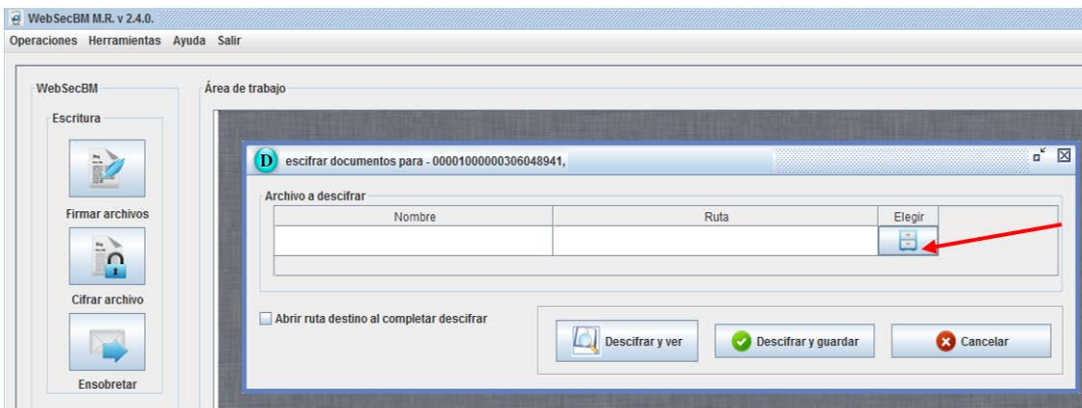 WebSecBM M.R. v 2.4.0.
Operaciones Herramientas Ayuda Salir
WebSecBM
Área de trabajo
Escritura
Firmar archivos
Cifrar archivo
Ensobretar
D escifrar documentos para - 00001000000306048941,
Archivo a descifrar
Nombre Ruta Elegir
Abrir ruta destino al completar descifrar
Descifrar y ver Descifrar y guardar Cancelar